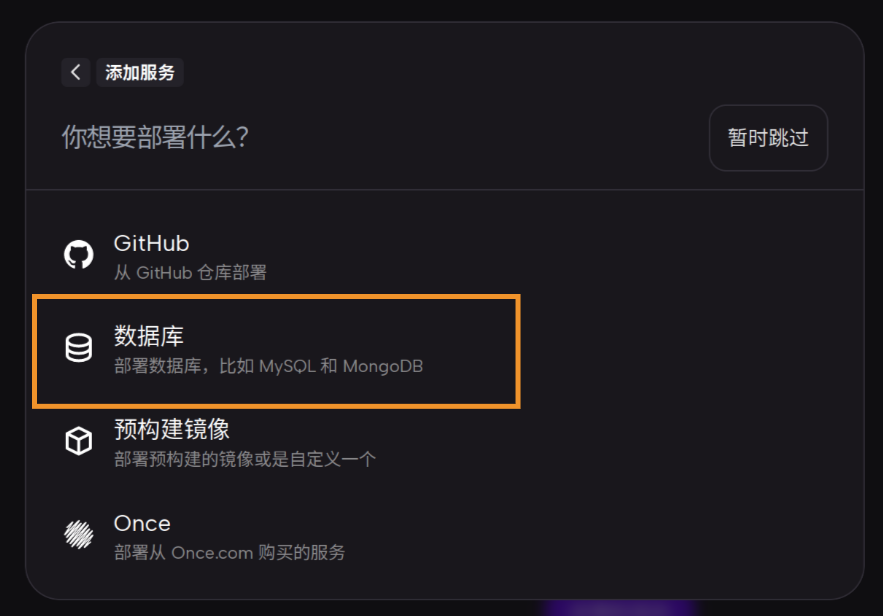 添加服务
你想要部署什么？
暂时跳过
GitHub
从 GitHub 仓库部署
数据库
部署数据库，比如 MySQL 和 MongoDB
预构建镜像
部署预构建的镜像或是自定义一个
Once
部署从 Once.com 购买的服务